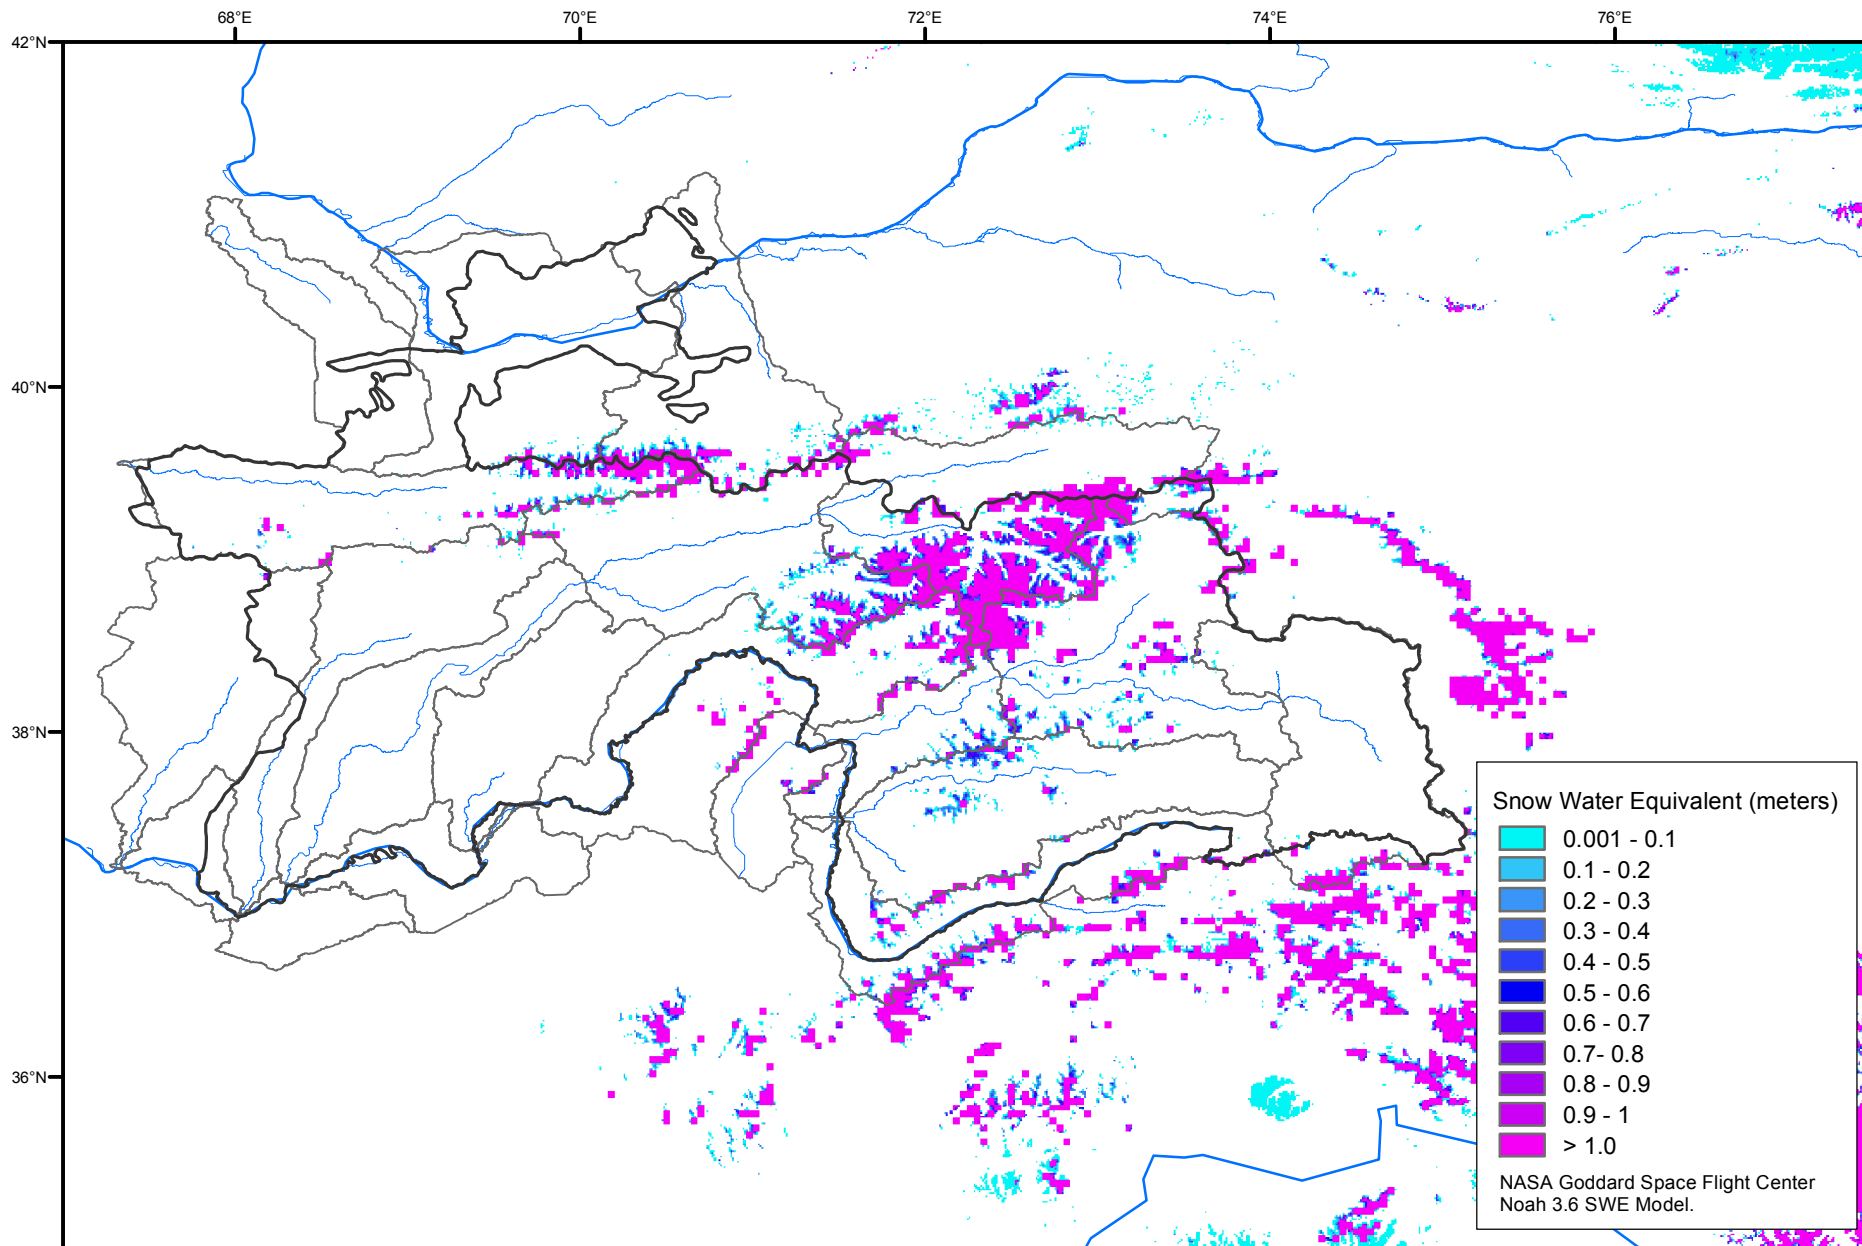 68°E 70°E 72°E 74°E 76°E
42°N
40°N
38°N
36°N
Snow Water Equivalent (meters)
0.001 - 0.1
0.1 - 0.2
0.2 - 0.3
0.3 - 0.4
0.4 - 0.5
0.5 - 0.6
0.6 - 0.7
0.7- 0.8
0.8 - 0.9
0.9 - 1
> 1.0
NASA Goddard Space Flight Center
Noah 3.6 SWE Model.